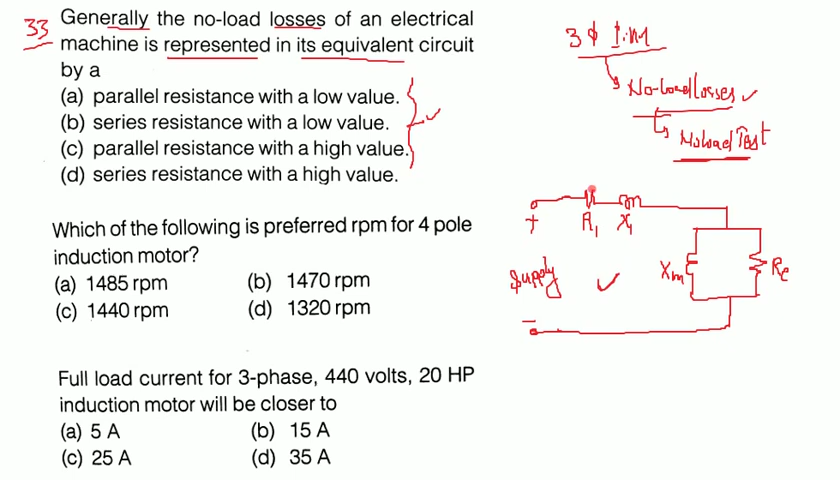 33 Generally the no-load losses of an electrical
machine is represented in its equivalent circuit
by a
(a) parallel resistance with a low value.
(b) series resistance with a low value.
(c) parallel resistance with a high value.
(d) series resistance with a high value.
Which of the following is preferred rpm for 4 pole
induction motor?
(a) 1485 rpm (b) 1470 rpm
(c) 1440 rpm (d) 1320 rpm
Full load current for 3-phase, 440 volts, 20 HP
induction motor will be closer to
(a) 5 A (b) 15 A
(c) 25 A (d) 35 A
3 ϕ I.M
No-load losses
No load Test
+ R1 X1
Supply Xm Re
-